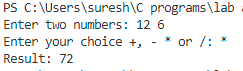 PS C:\Users\suresh\C programs\lab
Enter two numbers: 12 6
Enter your choice +, - * or /: *
Result: 72